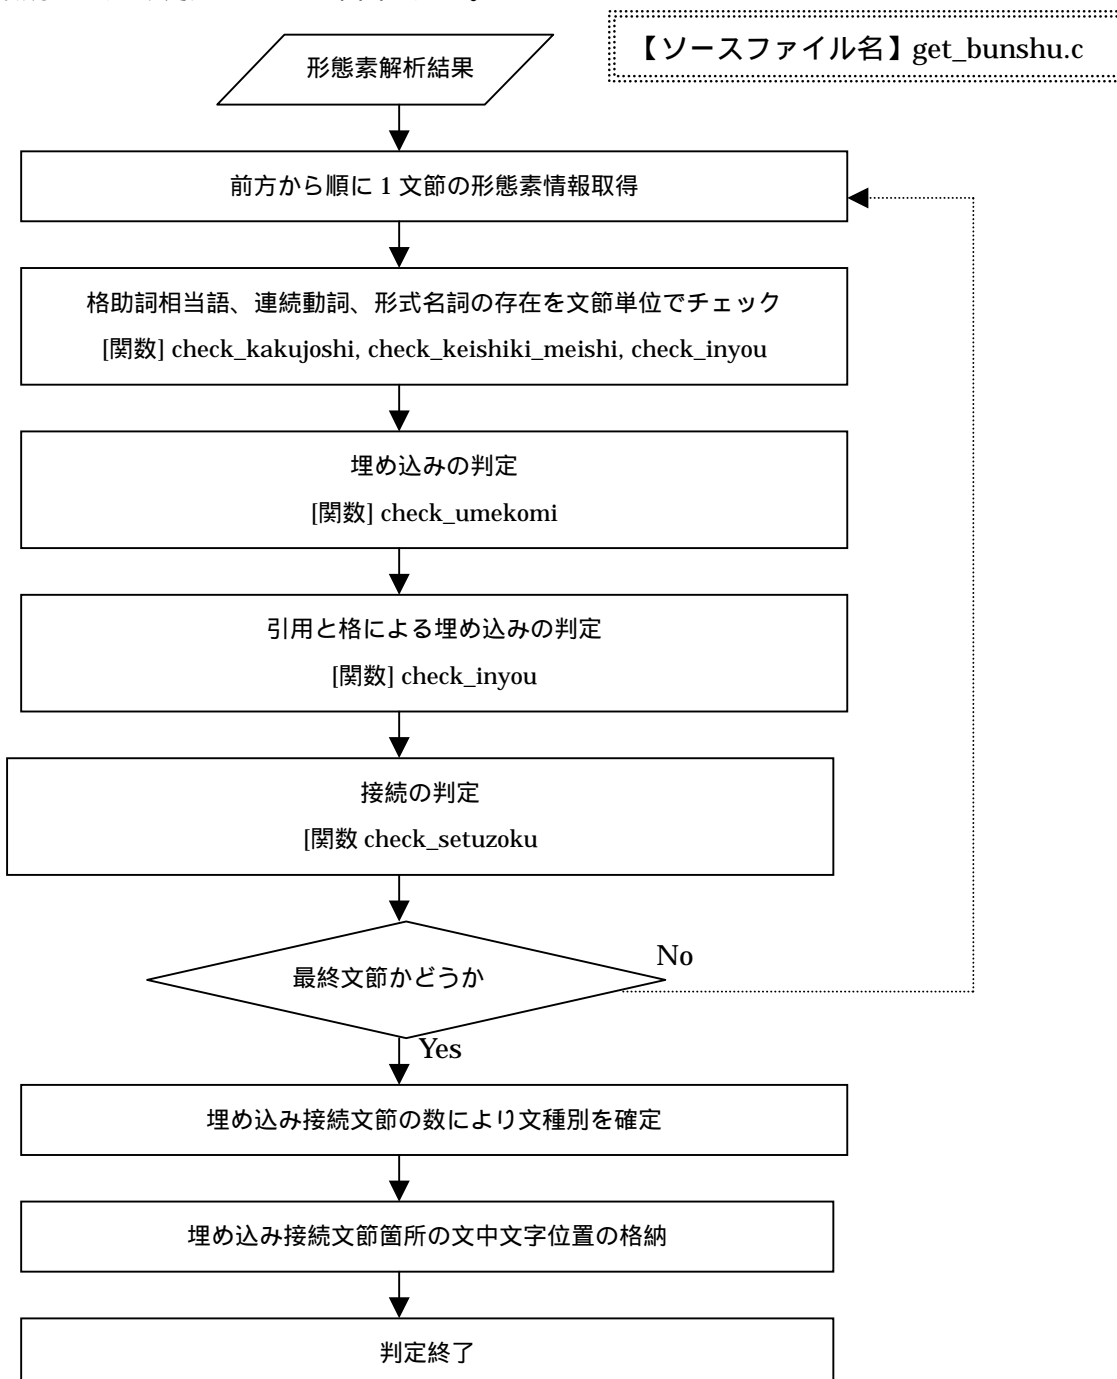 【ソースファイル名】get_bunshu.c
形態素解析結果
前方から順に 1 文節の形態素情報取得
格助詞相当語、連続動詞、形式名詞の存在を文節単位でチェック
[関数] check_kakujoshi, check_keishiki_meishi, check_inyou
埋め込みの判定
[関数] check_umekomi
引用と格による埋め込みの判定
[関数] check_inyou
接続の判定
[関数 check_setuzoku
最終文節かどうか
No
Yes
埋め込み接続文節の数により文種別を確定
埋め込み接続文節箇所の文中文字位置の格納
判定終了